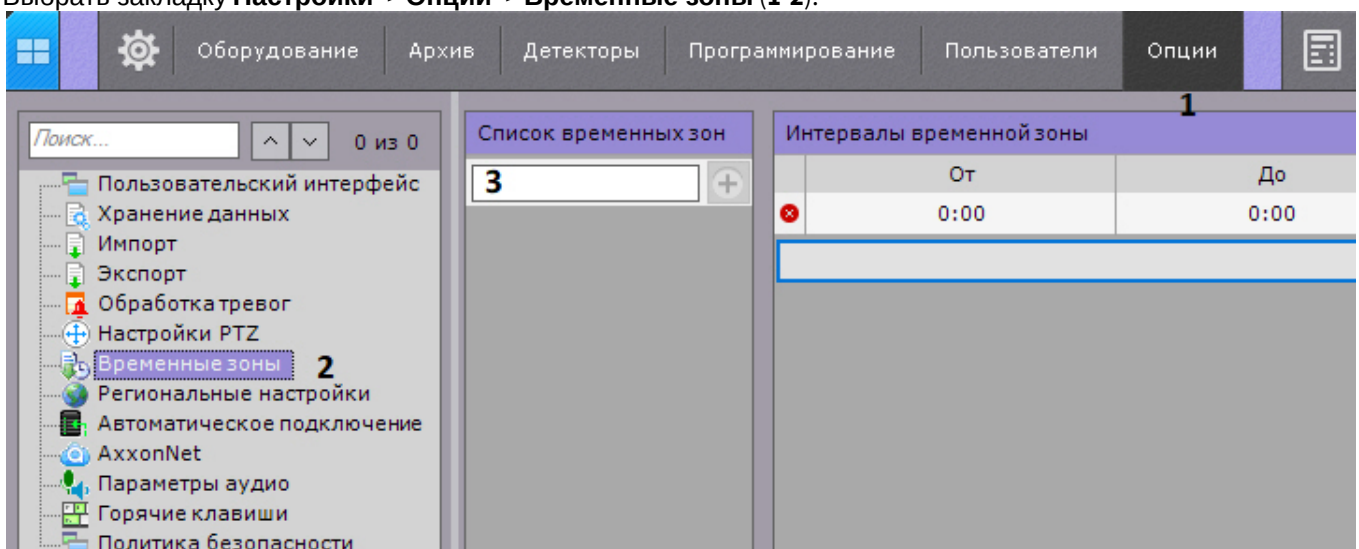 Выбрать закладку Настройки -> Опции -> Временные зоны (1-2).
Оборудование Архив Детекторы Программирование Пользователи Опции
1
Поиск... 0 из 0
Пользовательский интерфейс
Хранение данных
Импорт
Экспорт
Обработка тревог
Настройки PTZ
Временные зоны 2
Региональные настройки
Автоматическое подключение
AxxonNet
Параметры аудио
Горячие клавиши
Политика безопасности
Список временных зон
3
Интервалы временной зоны
От До
0:00 0:00